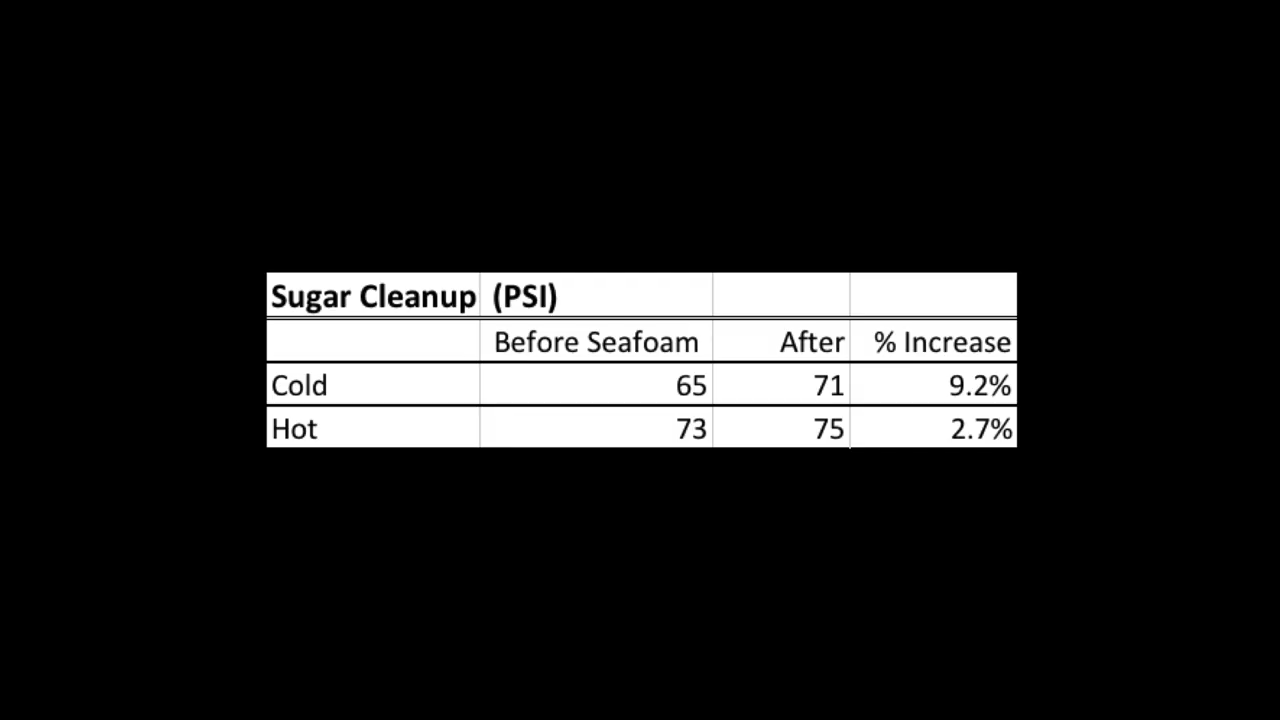 Sugar Cleanup (PSI)
Before Seafoam After % Increase
Cold 65 71 9.2%
Hot 73 75 2.7%